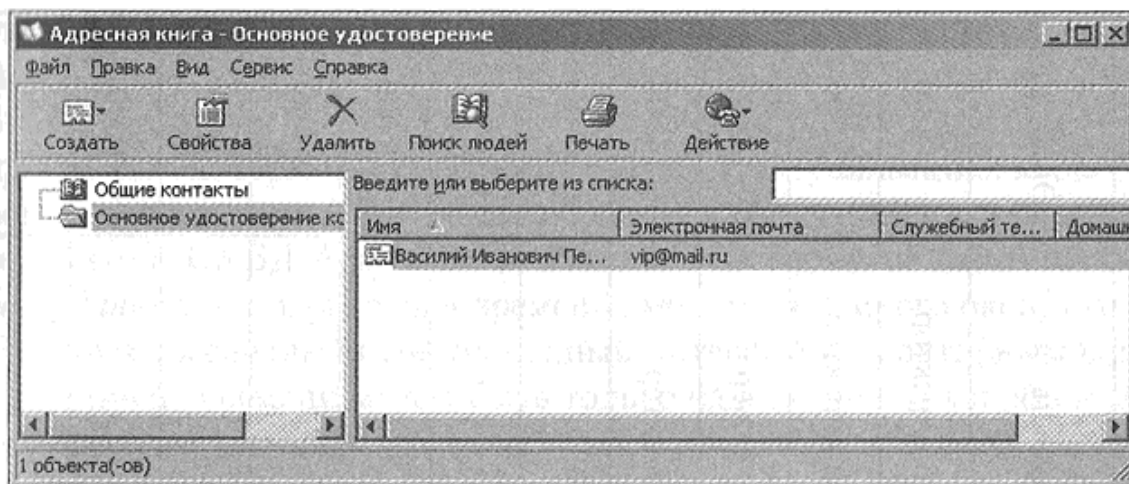 Адресная книга - Основное удостоверение
Файл Правка Вид Сервис Справка
Создать Свойства Удалить Поиск людей Печать Действие
Общие контакты
Основное удостоверение ко
Введите или выберите из списка:
Имя Электронная почта Служебный те... Домашн
Василий Иванович Пе... vip@mail.ru
1 объекта(-ов)